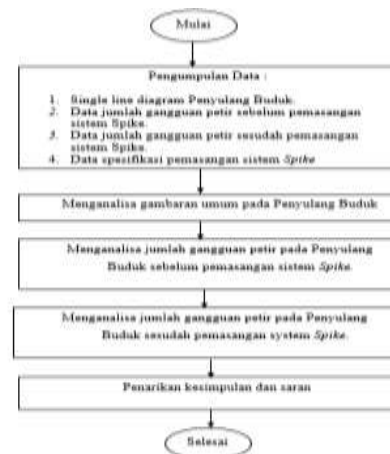 Mulai
Pengumpulan Data :
1. Single line diagram Penyulang Buduk.
2. Data jumlah gangguan petir sebelum pemasangan
sistem Spike.
3. Data jumlah gangguan petir sesudah pemasangan
sistem Spike.
4. Data spesifikasi pemasangan sistem Spike
Menganalisa gambaran umum pada Penyulang Buduk
Menganalisa jumlah gangguan petir pada Penyulang
Buduk sebelum pemasangan sistem Spike.
Menganalisa jumlah gangguan petir pada Penyulang
Buduk sesudah pemasangan system Spike.
Penarikan kesimpulan dan saran
Selesai